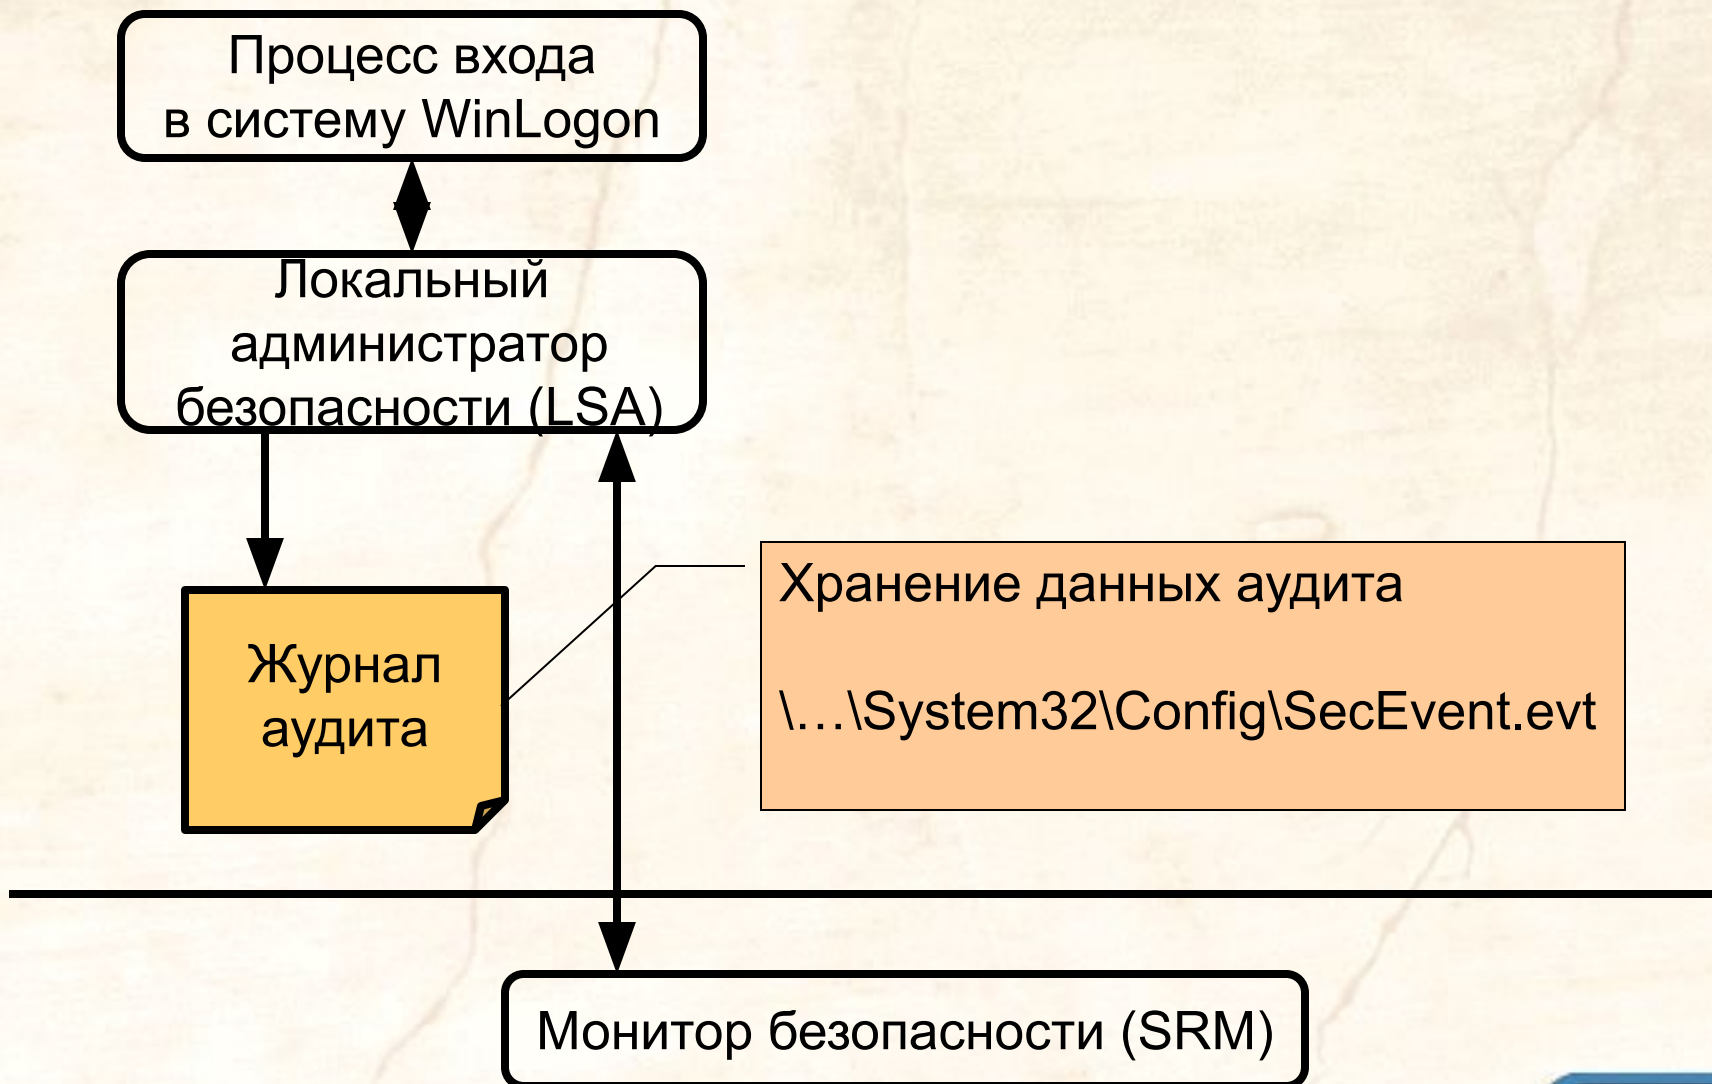 Процесс входа
в систему WinLogon
Локальный
администратор
безопасности (LSA)
Журнал
аудита
Хранение данных аудита
\…\System32\Config\SecEvent.evt
Монитор безопасности (SRM)